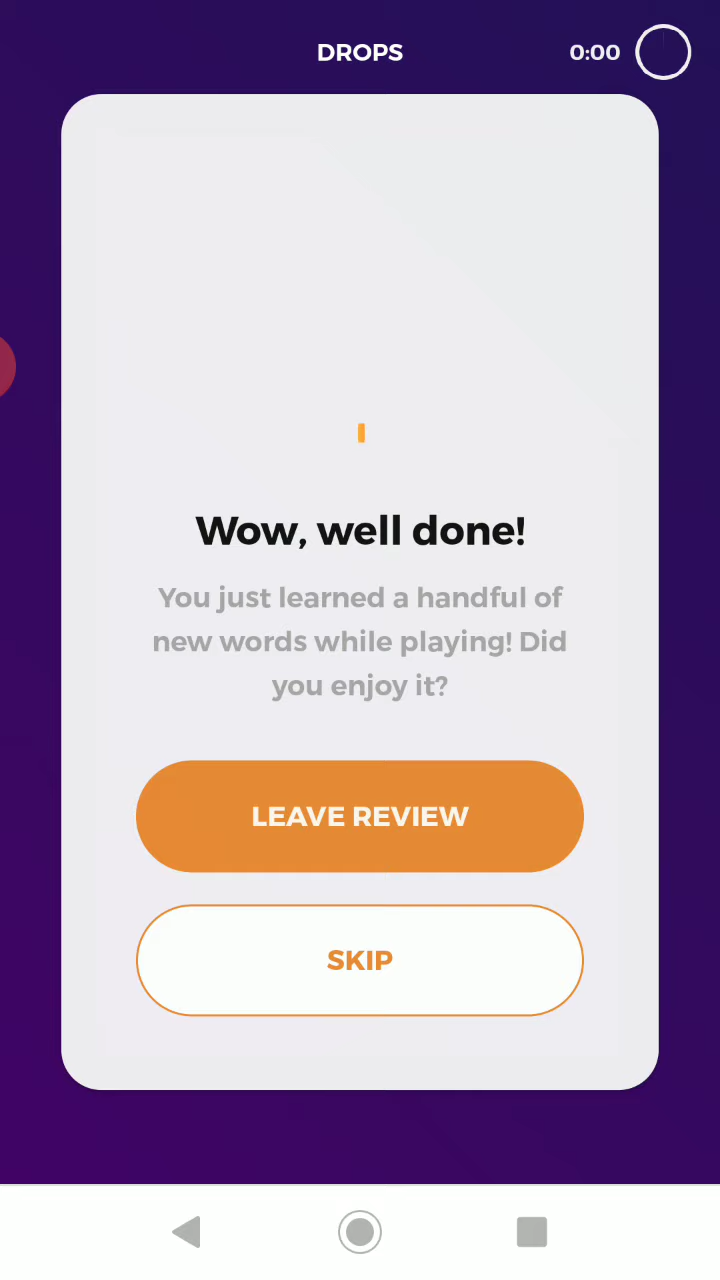 DROPS 0:00
Wow, well done!
You just learned a handful of
new words while playing! Did
you enjoy it?
LEAVE REVIEW
SKIP